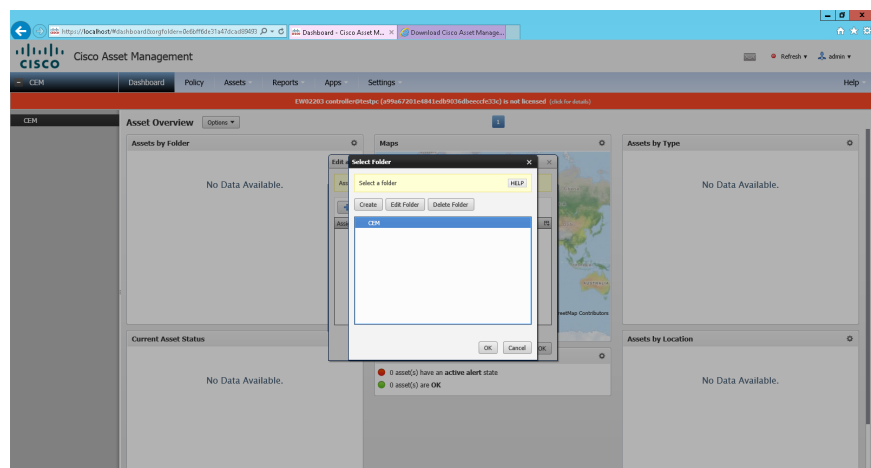 https://localhost/#dashboard:orgfolder=0e6bff6de31a47dcad89493
Dashboard - Cisco Asset M...
Download Cisco Asset Manage...
CISCO
Cisco Asset Management
Refresh
admin
CEM
Dashboard
Policy
Assets
Reports
Apps
Settings
Help
EW02203 controller@testpc (a99a67201e4841edb9036dbeeccfe33c) is not licensed (click for details)
CEM
Asset Overview
Options
1
Assets by Folder
Maps
Assets by Type
No Data Available.
No Data Available.
Edit a
Select Folder
Select a folder
HELP
Create
Edit Folder
Delete Folder
CEM
OK
Cancel
OK
reetMap Contributors
Current Asset Status
Assets by Location
No Data Available.
0 asset(s) have an active alert state
0 asset(s) are OK
No Data Available.